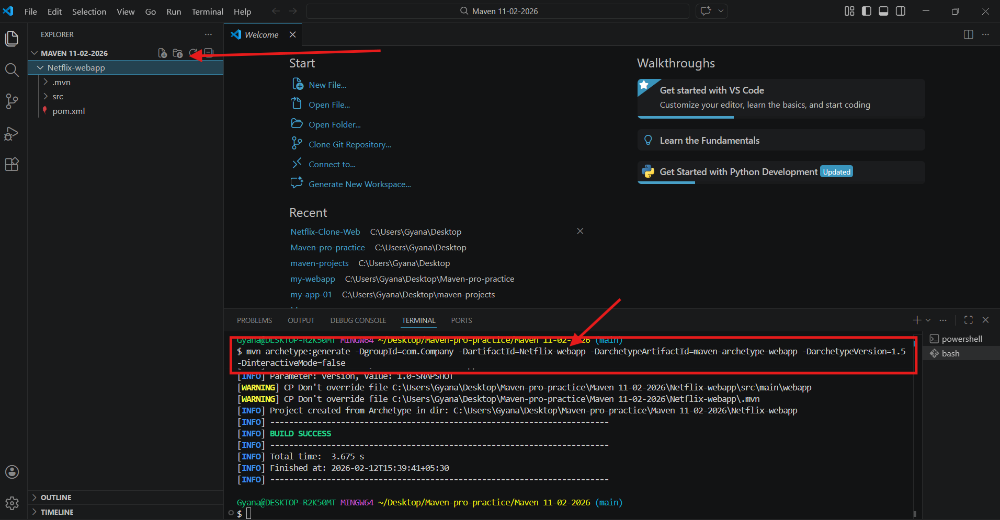 File Edit Selection View Go Run Terminal Help
Maven 11-02-2026
EXPLORER
MAVEN 11-02-2026
Netflix-webapp
.mvn
src
pom.xml
OUTLINE
TIMELINE
Welcome
Start
New File...
Open File...
Open Folder...
Clone Git Repository...
Connect to...
Generate New Workspace...
Recent
Netflix-Clone-Web C:\Users\Gyana\Desktop
Maven-pro-practice C:\Users\Gyana\Desktop
maven-projects C:\Users\Gyana\Desktop
my-webapp C:\Users\Gyana\Desktop\Maven-pro-practice
my-app-01 C:\Users\Gyana\Desktop\maven-projects
Walkthroughs
Get started with VS Code
Customize your editor, learn the basics, and start coding
Learn the Fundamentals
Get Started with Python Development Updated
PROBLEMS OUTPUT DEBUG CONSOLE TERMINAL PORTS
powershell
bash
Gyana@DESKTOP-R2K50MT MINGW64 ~/Desktop/Maven-pro-practice/Maven 11-02-2026 (main)
$ mvn archetype:generate -DgroupId=com.Company -DartifactId=Netflix-webapp -DarchetypeArtifactId=maven-archetype-webapp -DarchetypeVersion=1.5
-DinteractiveMode=false
[INFO] Parameter: version, Value: 1.0-SNAPSHOT
[WARNING] CP Don't override file C:\Users\Gyana\Desktop\Maven-pro-practice\Maven 11-02-2026\Netflix-webapp\src\main\webapp
[WARNING] CP Don't override file C:\Users\Gyana\Desktop\Maven-pro-practice\Maven 11-02-2026\Netflix-webapp\.mvn
[INFO] Project created from Archetype in dir: C:\Users\Gyana\Desktop\Maven-pro-practice\Maven 11-02-2026\Netflix-webapp
[INFO] ------------------------------------------------------------------------
[INFO] BUILD SUCCESS
[INFO] ------------------------------------------------------------------------
[INFO] Total time:  3.675 s
[INFO] Finished at: 2026-02-12T15:39:41+05:30
[INFO] ------------------------------------------------------------------------
Gyana@DESKTOP-R2K50MT MINGW64 ~/Desktop/Maven-pro-practice/Maven 11-02-2026 (main)
$